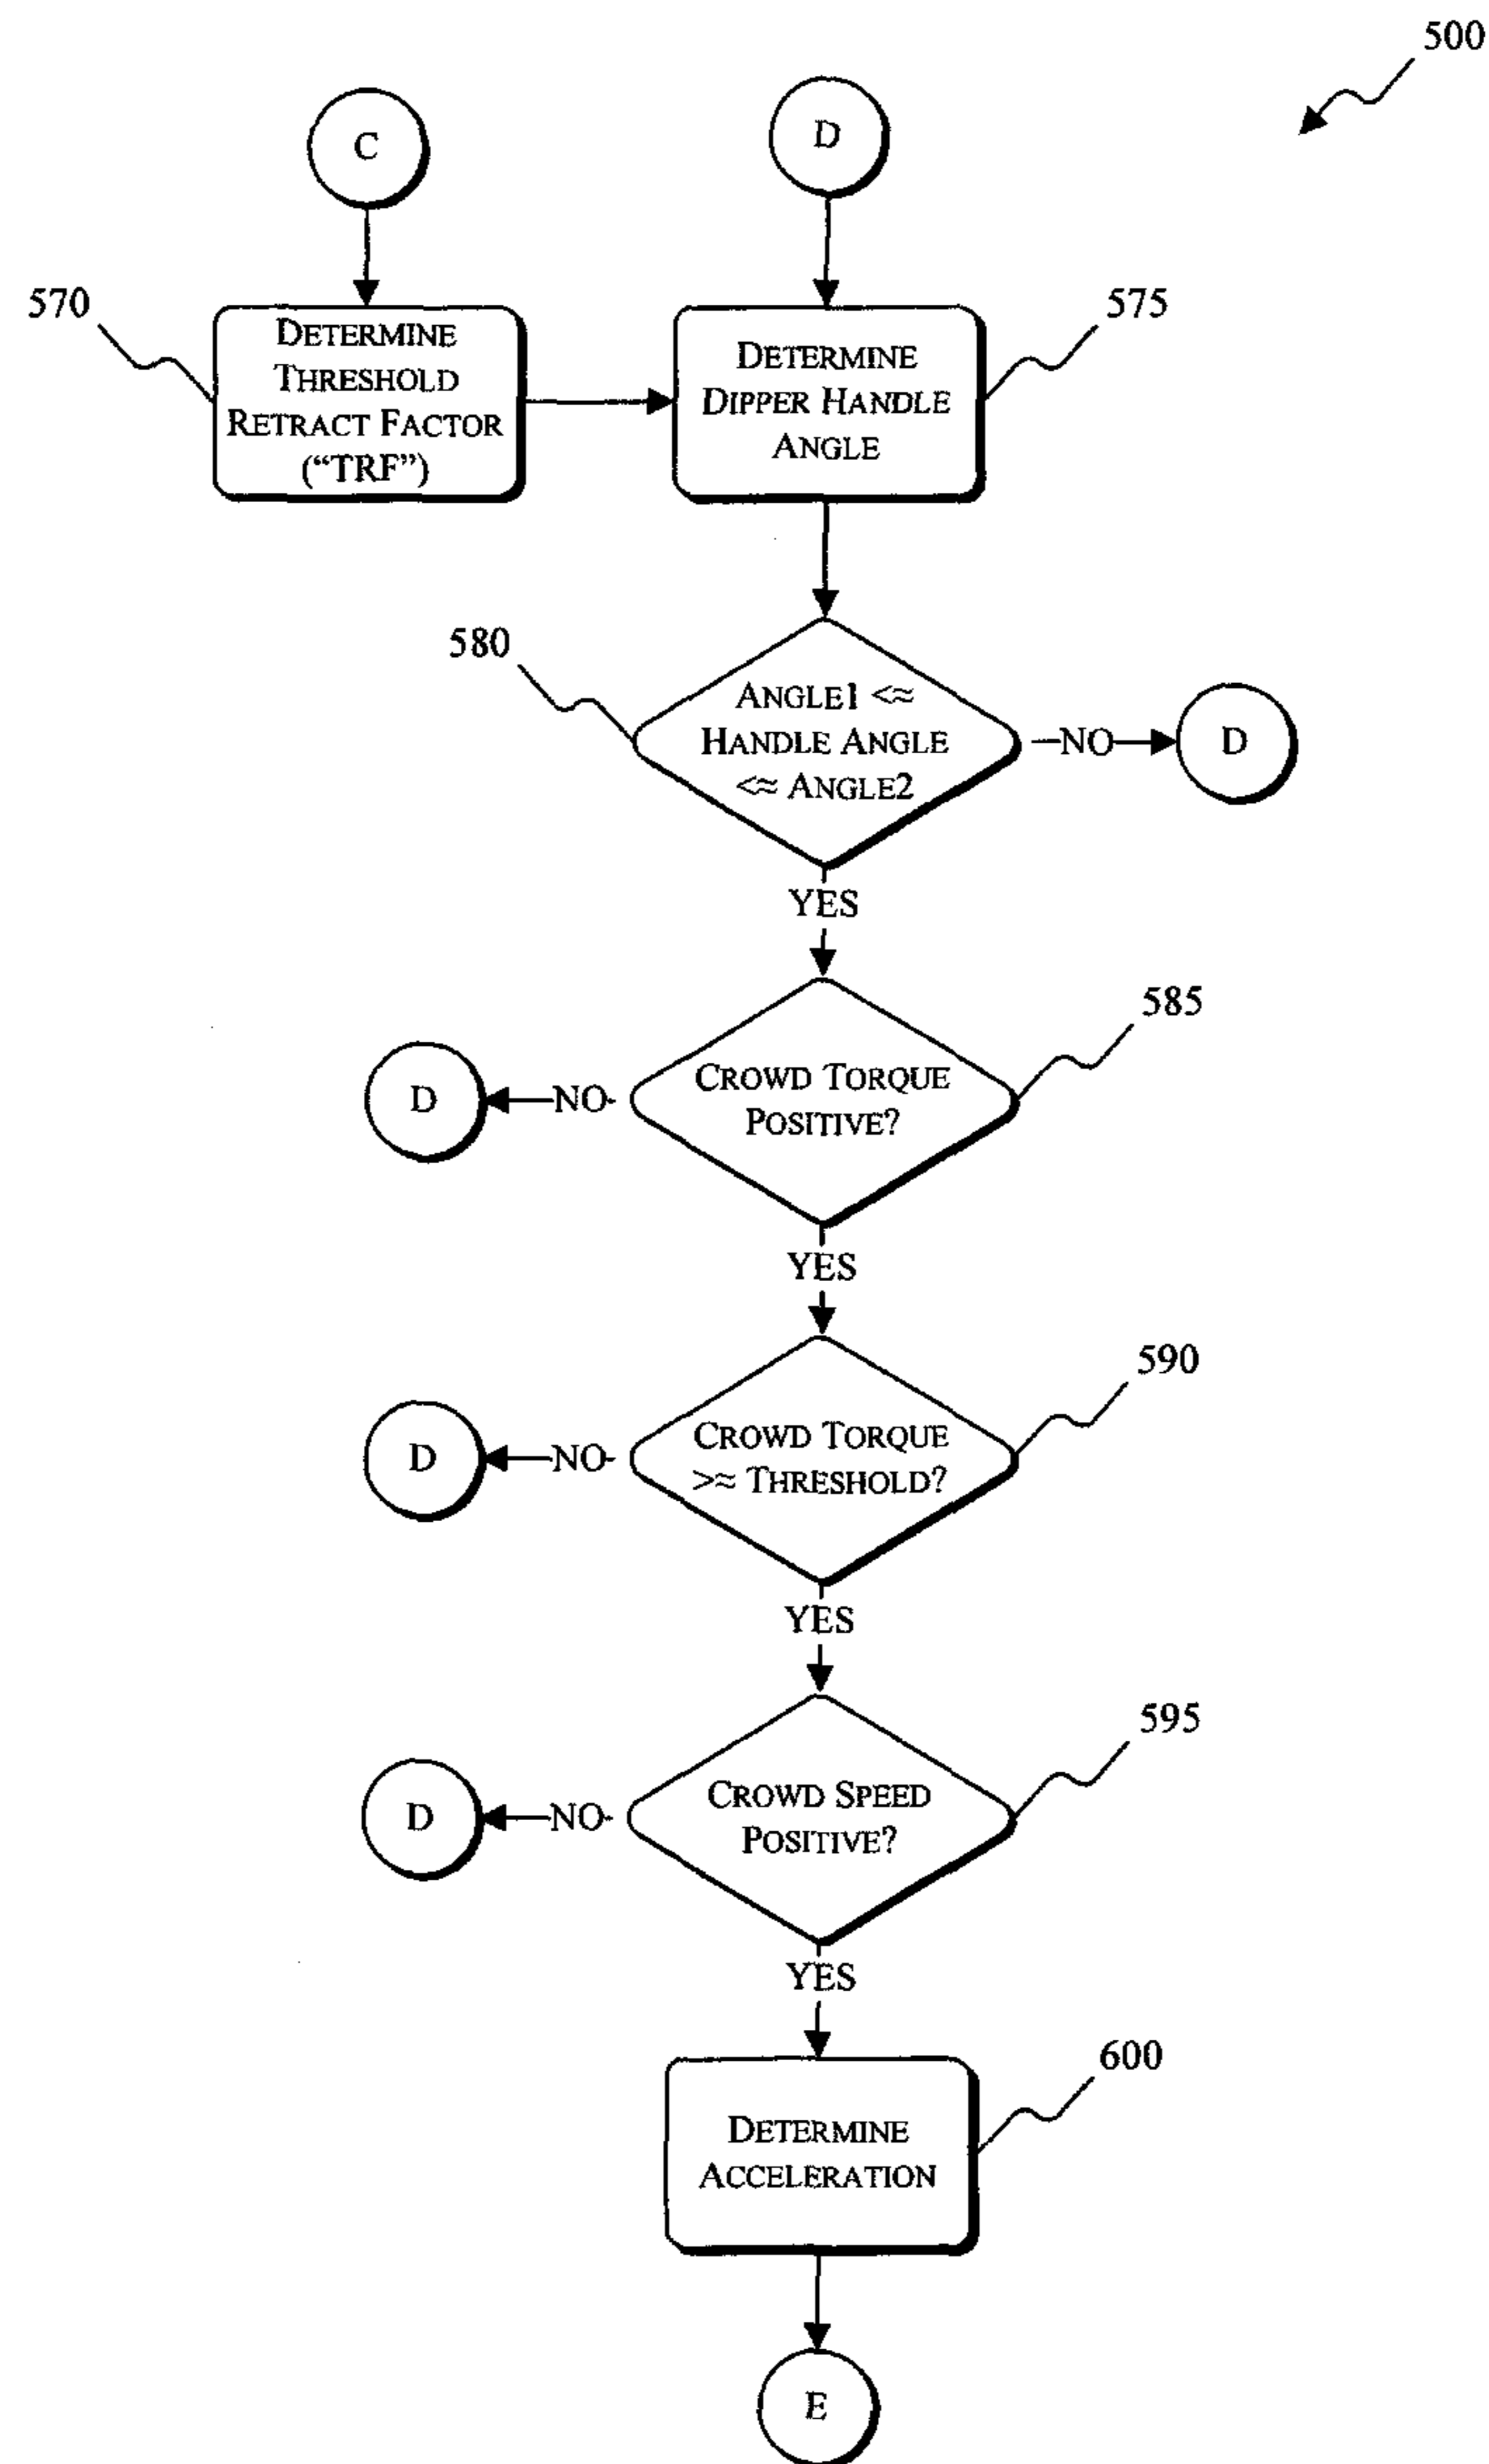 500
C
D
570
DETERMINE
THRESHOLD
RETRACT FACTOR
(“TRF”)
DETERMINE
DIPPER HANDLE
ANGLE
575
580
ANGLE1 <≈
HANDLE ANGLE
<≈ ANGLE2
NO
D
YES
585
CROWD TORQUE
POSITIVE?
NO
D
YES
590
CROWD TORQUE
>≈ THRESHOLD?
NO
D
YES
595
CROWD SPEED
POSITIVE?
NO
D
YES
600
DETERMINE
ACCELERATION
E